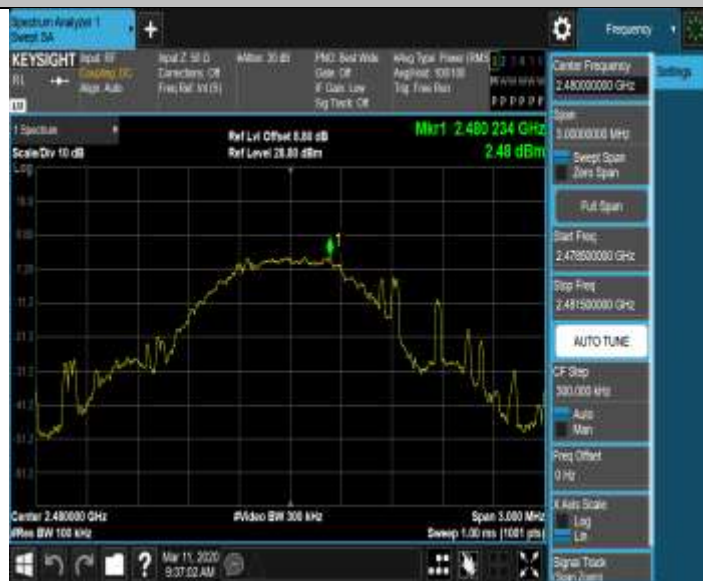 Spectrum Analyzer 1
Swept SA
+
Frequency
KEYSIGHT
RL
Input: RF
Coupling: DC
Align: Auto
Input Z: 50 Ω
Corrections: Off
Freq Ref: Int (S)
#Atten: 30 dB
PNO: Best Wide
Gate: Off
IF Gain: Low
Sig Track: Off
#Avg Type: Power (RMS)
Avg|Hold: 100/100
Trig: Free Run
P P P P P P
1 Spectrum
Scale/Div 10 dB
Log
Ref Lvl Offset 8.80 dB
Ref Level 28.80 dBm
Mkr1 2.480 234 GHz
2.48 dBm
1
Center 2.480000 GHz
#Res BW 100 kHz
#Video BW 300 kHz
Span 3.000 MHz
Sweep 1.00 ms (1001 pts)
Mar 11, 2020
9:37:02 AM
?
Center Frequency
2.480000000 GHz
Settings
Span
3.00000000 MHz
Swept Span
Zero Span
Full Span
Start Freq
2.478500000 GHz
Stop Freq
2.481500000 GHz
AUTO TUNE
CF Step
300.000 kHz
Auto
Man
Freq Offset
0 Hz
X Axis Scale
Log
Lin
Signal Track